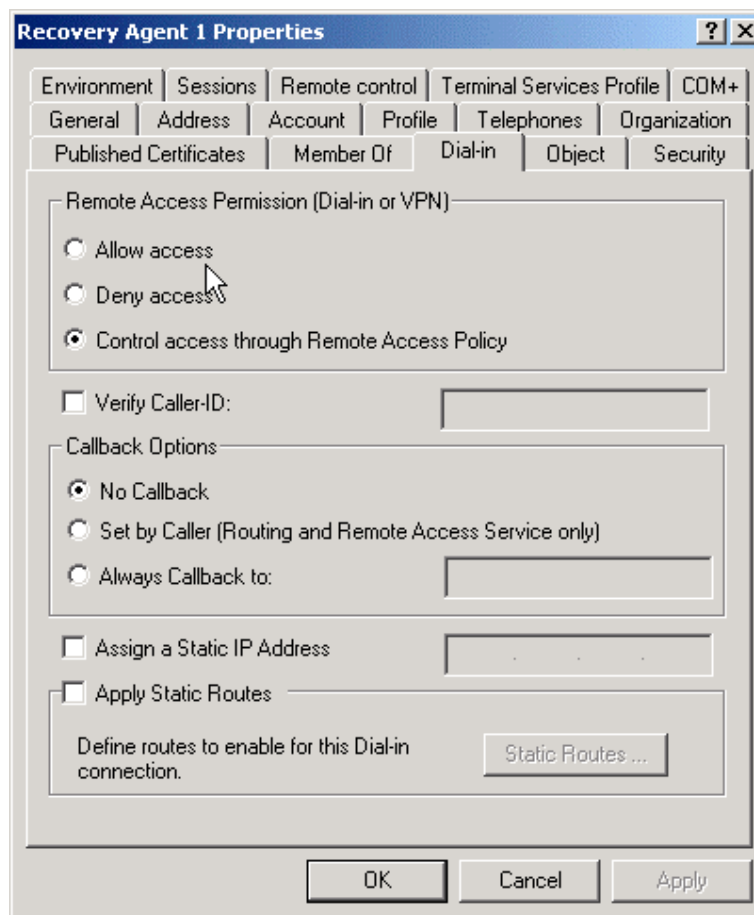 Recovery Agent 1 Properties
Environment Sessions Remote control Terminal Services Profile COM+
General Address Account Profile Telephones Organization
Published Certificates Member Of Dial-in Object Security
Remote Access Permission (Dial-in or VPN)
Allow access
Deny access
Control access through Remote Access Policy
Verify Caller-ID:
Callback Options
No Callback
Set by Caller (Routing and Remote Access Service only)
Always Callback to:
Assign a Static IP Address
Apply Static Routes
Define routes to enable for this Dial-in
connection.
Static Routes ...
OK Cancel Apply